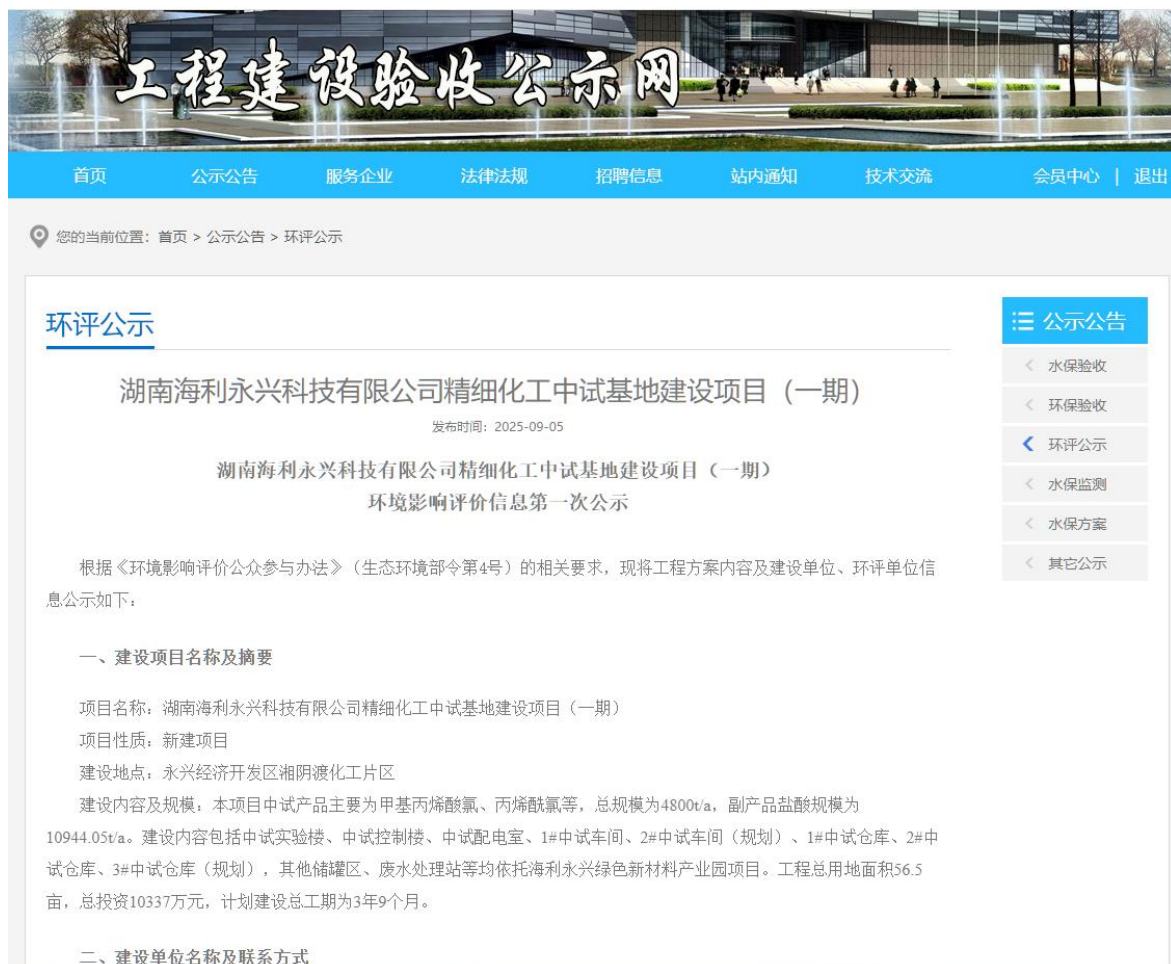 工程建设验收公示网
首页 公示公告 服务企业 法律法规 招聘信息 站内通知 技术交流 会员中心 | 退出
您的当前位置：首页 > 公示公告 > 环评公示
环评公示
湖南海利永兴科技有限公司精细化工中试基地建设项目（一期）
发布时间：2025-09-05
湖南海利永兴科技有限公司精细化工中试基地建设项目（一期）
环境影响评价信息第一次公示
根据《环境影响评价公众参与办法》（生态环境部令第4号）的相关要求，现将工程方案内容及建设单位、环评单位信
息公示如下：
一、建设项目名称及摘要
项目名称：湖南海利永兴科技有限公司精细化工中试基地建设项目（一期）
项目性质：新建项目
建设地点：永兴经济开发区湘阴渡化工片区
建设内容及规模：本项目中试产品主要为甲基丙烯酸氯、丙烯酰氯等，总规模为4800t/a，副产品盐酸规模为
10944.05t/a。建设内容包括中试实验楼、中试控制楼、中试配电室、1#中试车间、2#中试车间（规划）、1#中试仓库、2#中
试仓库、3#中试仓库（规划），其他储罐区、废水处理站等均依托海利永兴绿色新材料产业园项目。工程总用地面积56.5
亩，总投资10337万元，计划建设总工期为3年9个月。
二、建设单位名称及联系方式
公示公告
水保验收
环保验收
环评公示
水保监测
水保方案
其它公示